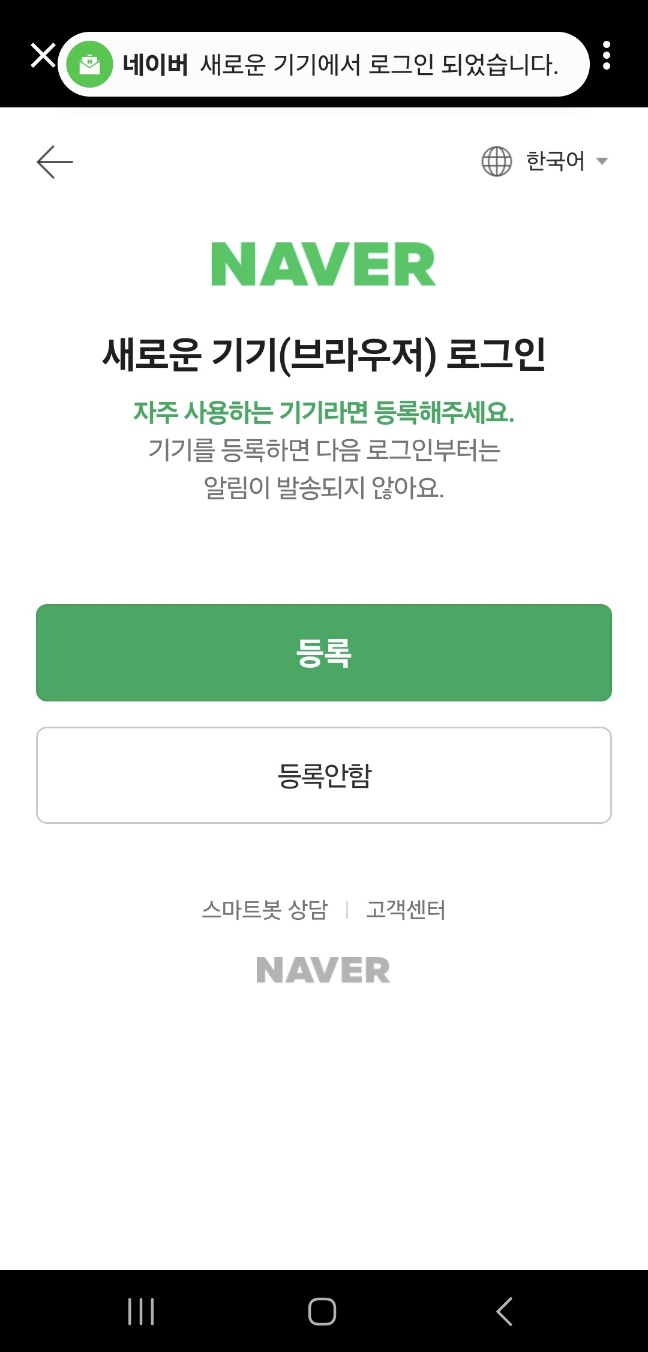 네이버 새로운 기기에서 로그인 되었습니다.
한국어
NAVER
새로운 기기(브라우저) 로그인
자주 사용하는 기기라면 등록해주세요.
기기를 등록하면 다음 로그인부터는
알림이 발송되지 않아요.
등록
등록안함
스마트봇 상담 | 고객센터
NAVER